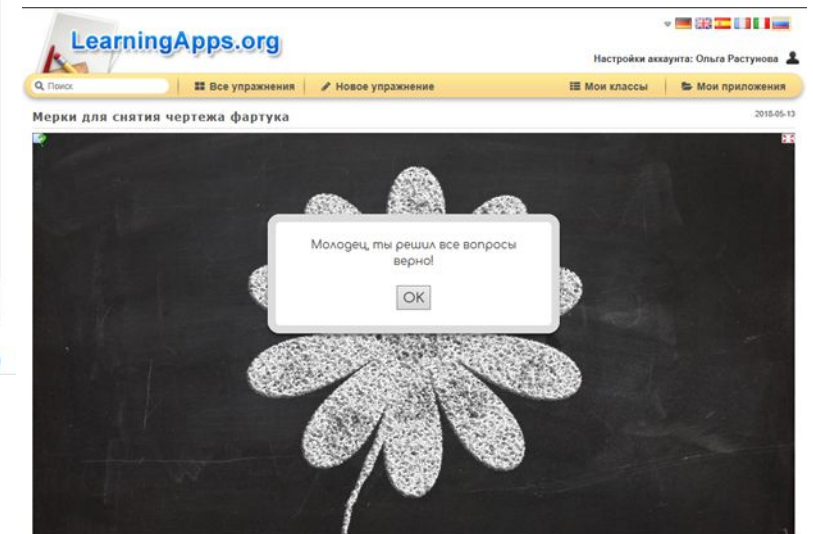 LearningApps.org
Настройки аккаунта: Ольга Растунова
Поиск
Все упражнения
Новое упражнение
Мои классы
Мои приложения
Мерки для снятия чертежа фартука
2018-05-13
Молодец, ты решил все вопросы
верно!
OK